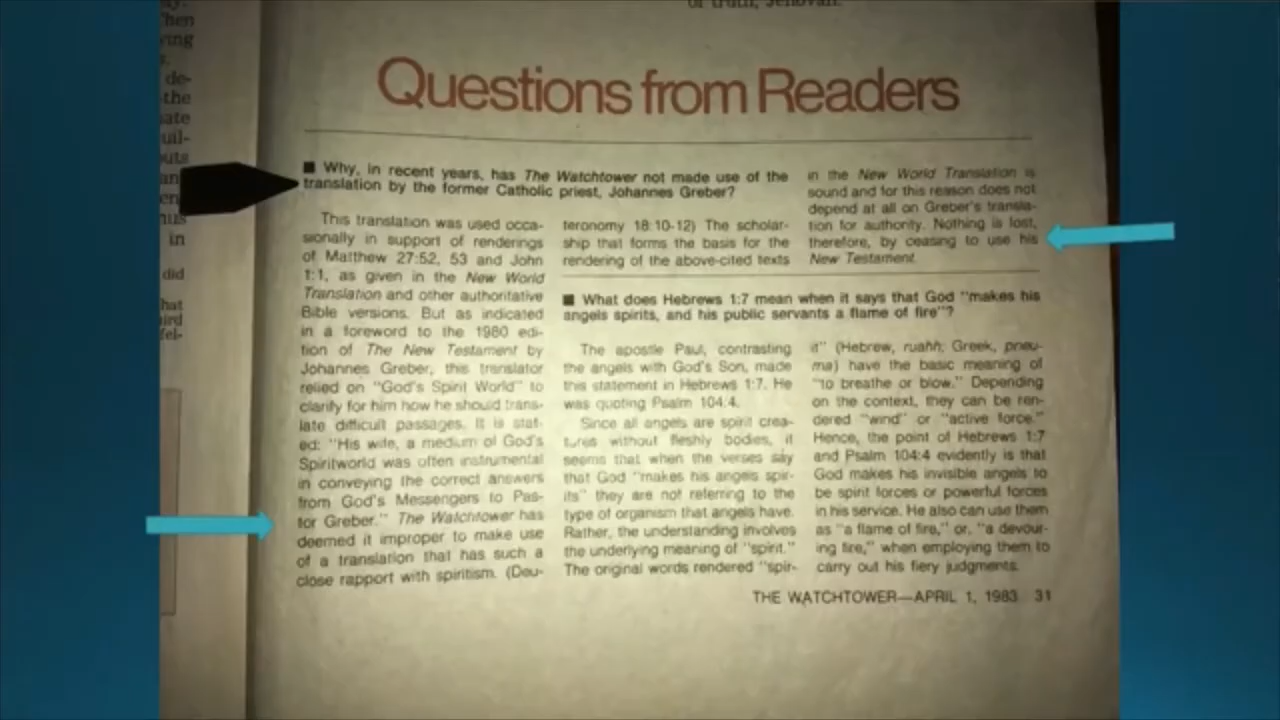 of truth, Jehovah.
de-
the
in
did
Questions from Readers
■ Why, in recent years, has The Watchtower not made use of the
translation by the former Catholic priest, Johannes Greber?
This translation was used occa-
sionally in support of renderings
of Matthew 27:52, 53 and John
1:1, as given in the New World
Translation and other authoritative
Bible versions. But as indicated
in a foreword to the 1980 edi-
tion of The New Testament by
Johannes Greber, this translator
relied on "God's Spirit World" to
clarify for him how he should trans-
late difficult passages. It is stat-
ed: "His wife, a medium of God's
Spiritworld was often instrumental
in conveying the correct answers
from God's Messengers to Pas-
tor Greber." The Watchtower has
deemed it improper to make use
of a translation that has such a
close rapport with spiritism. (Deu-
teronomy 18:10-12) The scholar-
ship that forms the basis for the
rendering of the above-cited texts
in the New World Translation is
sound and for this reason does not
depend at all on Greber's transla-
tion for authority. Nothing is lost,
therefore, by ceasing to use his
New Testament.
■ What does Hebrews 1:7 mean when it says that God "makes his
angels spirits, and his public servants a flame of fire"?
The apostle Paul, contrasting
the angels with God's Son, made
this statement in Hebrews 1:7. He
was quoting Psalm 104:4.
Since all angels are spirit crea-
tures without fleshly bodies, it
seems that when the verses say
that God "makes his angels spir-
its" they are not referring to the
type of organism that angels have.
Rather, the understanding involves
the underlying meaning of "spirit."
The original words rendered "spir-
it" (Hebrew, ruahh; Greek, pneu-
ma) have the basic meaning of
"to breathe or blow." Depending
on the context, they can be ren-
dered "wind" or "active force."
Hence, the point of Hebrews 1:7
and Psalm 104:4 evidently is that
God makes his invisible angels to
be spirit forces or powerful forces
in his service. He also can use them
as "a flame of fire," or, "a devour-
ing fire," when employing them to
carry out his fiery judgments.
THE WATCHTOWER—APRIL 1, 1983 31